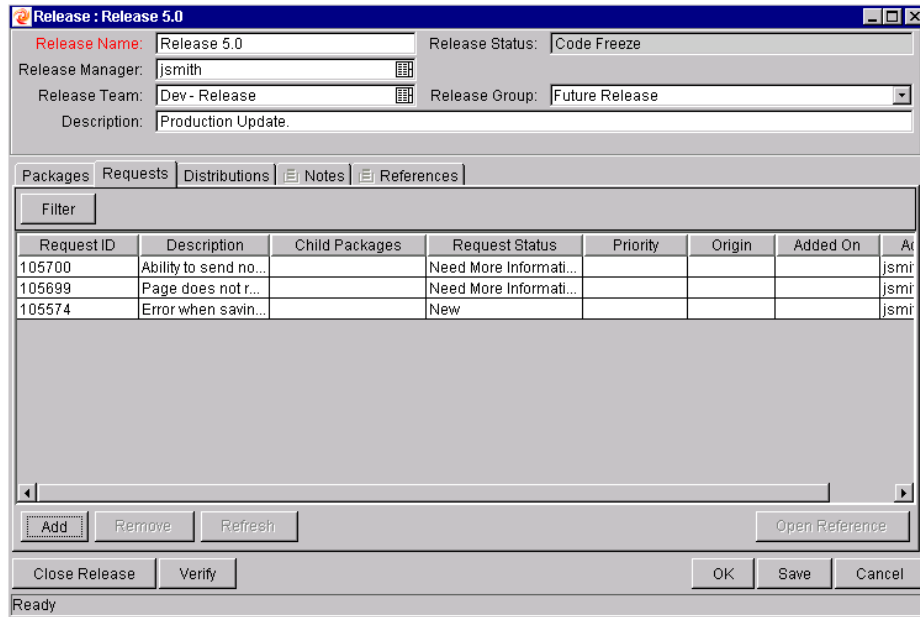 Release : Release 5.0
Release Name: Release 5.0 Release Status: Code Freeze
Release Manager: jsmith
Release Team: Dev - Release Release Group: Future Release
Description: Production Update.
Packages Requests Distributions Notes References
Filter
Request ID Description Child Packages Request Status Priority Origin Added On Ad
105700 Ability to send no... Need More Informati... jsmi
105699 Page does not r... Need More Informati... jsmi
105574 Error when savin... New jsmi
Add Remove Refresh Open Reference
Close Release Verify OK Save Cancel
Ready